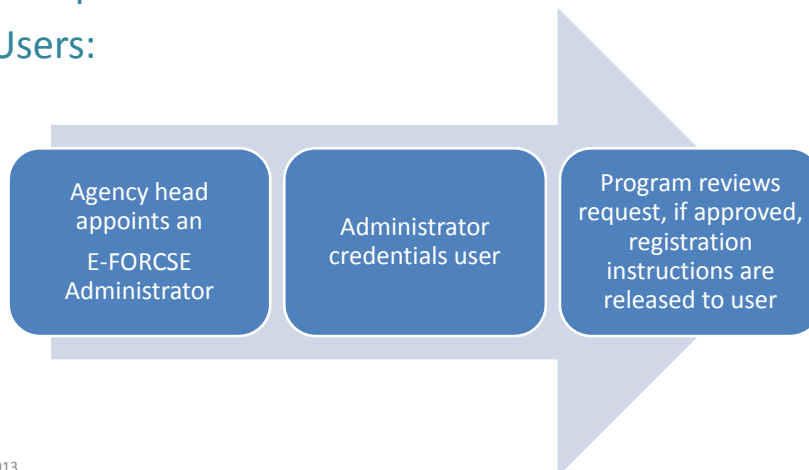 Users:
Agency head
appoints an
E-FORCSE
Administrator
Administrator
credentials user
Program reviews
request, if approved,
registration
instructions are
released to user